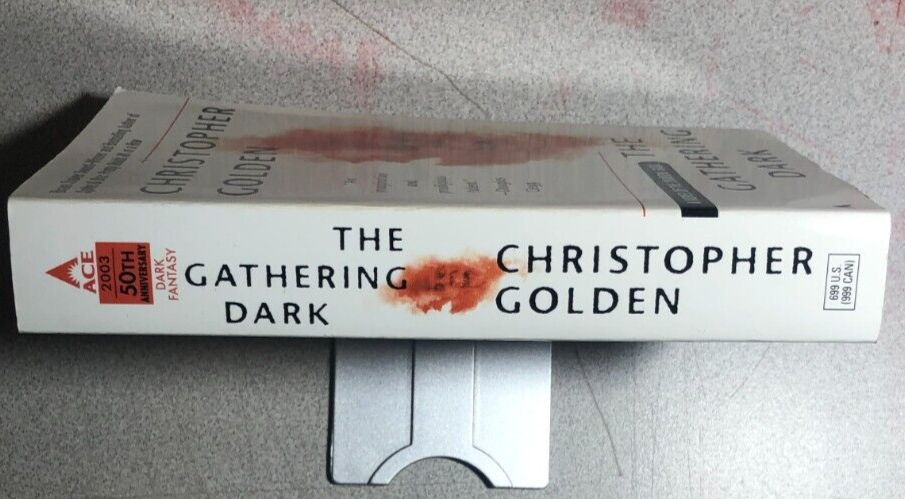 ACE
2003
50TH
ANNIVERSARY
DARK
FANTASY
THE
GATHERING
DARK
CHRISTOPHER
GOLDEN
699 U.S.
(999 CAN)
CHRISTOPHER
GOLDEN
THE
GATHERING
DARK